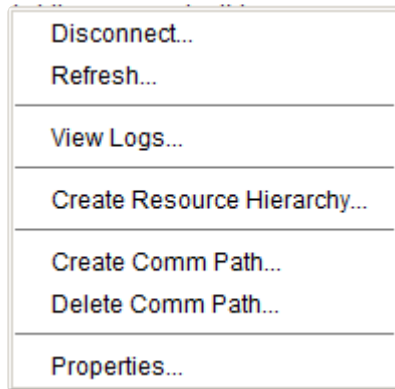 Disconnect...
Refresh...
View Logs...
Create Resource Hierarchy...
Create Comm Path...
Delete Comm Path...
Properties...